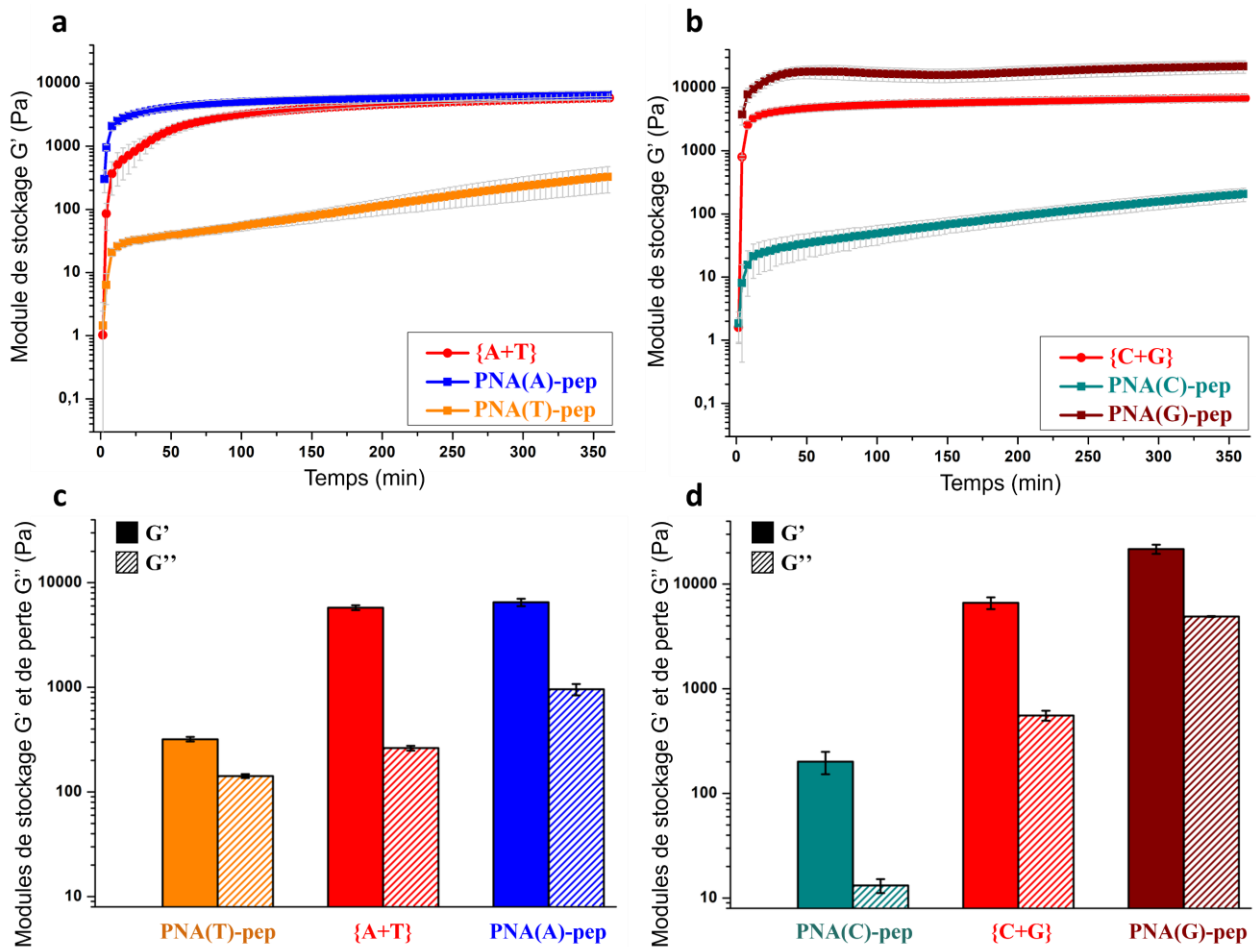 a
Module de stockage G’ (Pa)
10000
1000
100
10
1
0,1
0
50
100
150
200
250
300
350
Temps (min)
{A+T}
PNA(A)-pep
PNA(T)-pep
b
Module de stockage G’ (Pa)
10000
1000
100
10
1
0,1
0
50
100
150
200
250
300
350
Temps (min)
{C+G}
PNA(C)-pep
PNA(G)-pep
c
Modules de stockage G’ et de perte G’’ (Pa)
10000
1000
100
10
G’
G’’
PNA(T)-pep
{A+T}
PNA(A)-pep
d
Modules de stockage G’ et de perte G’’ (Pa)
10000
1000
100
10
G’
G’’
PNA(C)-pep
{C+G}
PNA(G)-pep